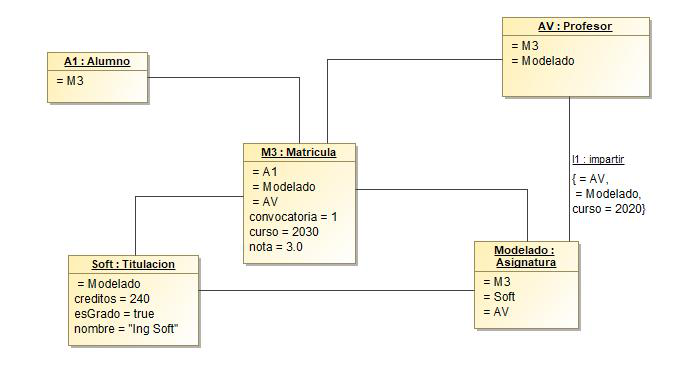 AV : Profesor
= M3
= Modelado
A1 : Alumno
= M3
M3 : Matricula
= A1
= Modelado
= AV
convocatoria = 1
curso = 2030
nota = 3.0
I1 : impartir
{ = AV,
= Modelado,
curso = 2020}
Soft : Titulacion
= Modelado
creditos = 240
esGrado = true
nombre = "Ing Soft"
Modelado :
Asignatura
= M3
= Soft
= AV